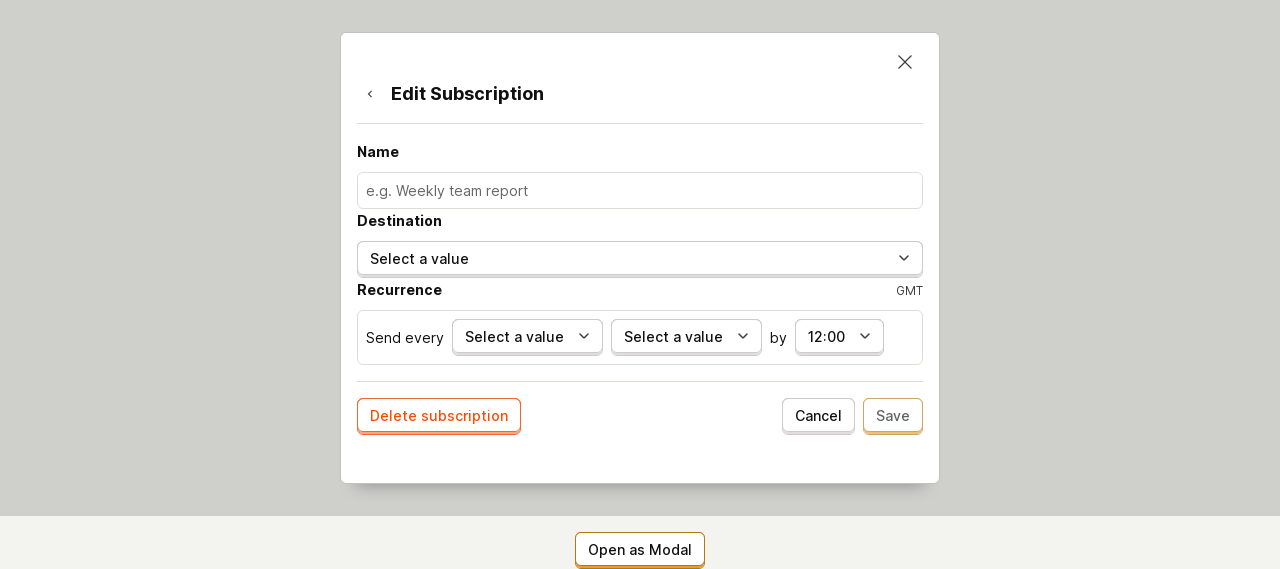 Edit Subscription
Name
e.g. Weekly team report
Destination
Select a value
Recurrence GMT
Send every Select a value Select a value by 12:00
Delete subscription Cancel Save
Open as Modal